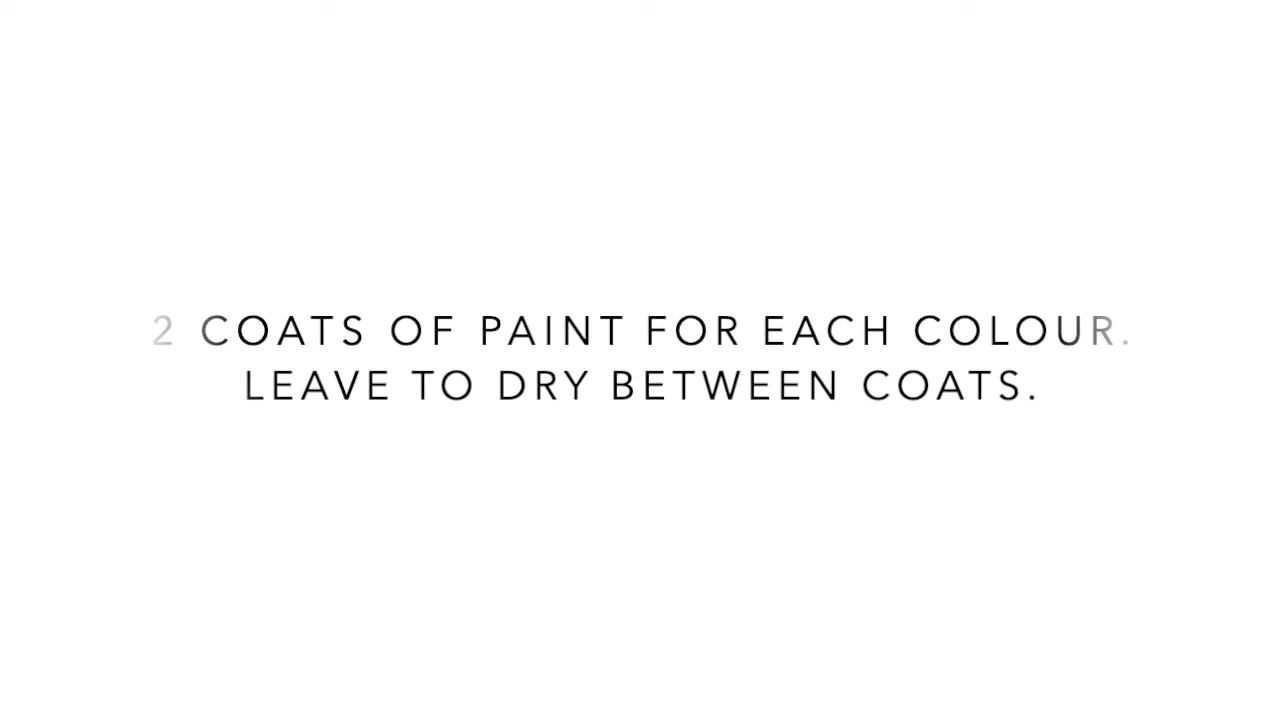 2 COATS OF PAINT FOR EACH COLOUR.
LEAVE TO DRY BETWEEN COATS.